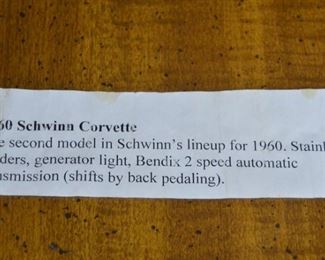 60 Schwinn Corvette
e second model in Schwinn's lineup for 1960. Stainl
ders, generator light, Bendix 2 speed automatic
nsmission (shifts by back pedaling).